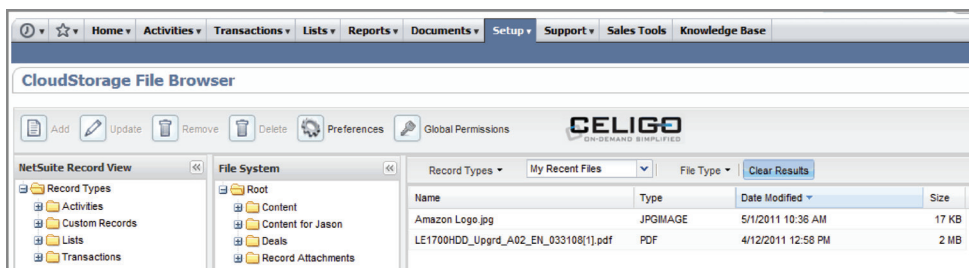 Home Activities Transactions Lists Reports Documents Setup Support Sales Tools Knowledge Base
CloudStorage File Browser
Add Update Remove Delete Preferences Global Permissions CELIGO
ON-DEMAND SIMPLIFIED
NetSuite Record View File System Record Types My Recent Files File Type Clear Results
Record Types Root Name Type Date Modified Size
Activities Content Amazon Logo.jpg JPGIMAGE 5/1/2011 10:36 AM 17 KB
Custom Records Content for Jason
Lists Deals LE1700HDD_Upgrd_A02_EN_033108[1].pdf PDF 4/12/2011 12:58 PM 2 MB
Transactions Record Attachments